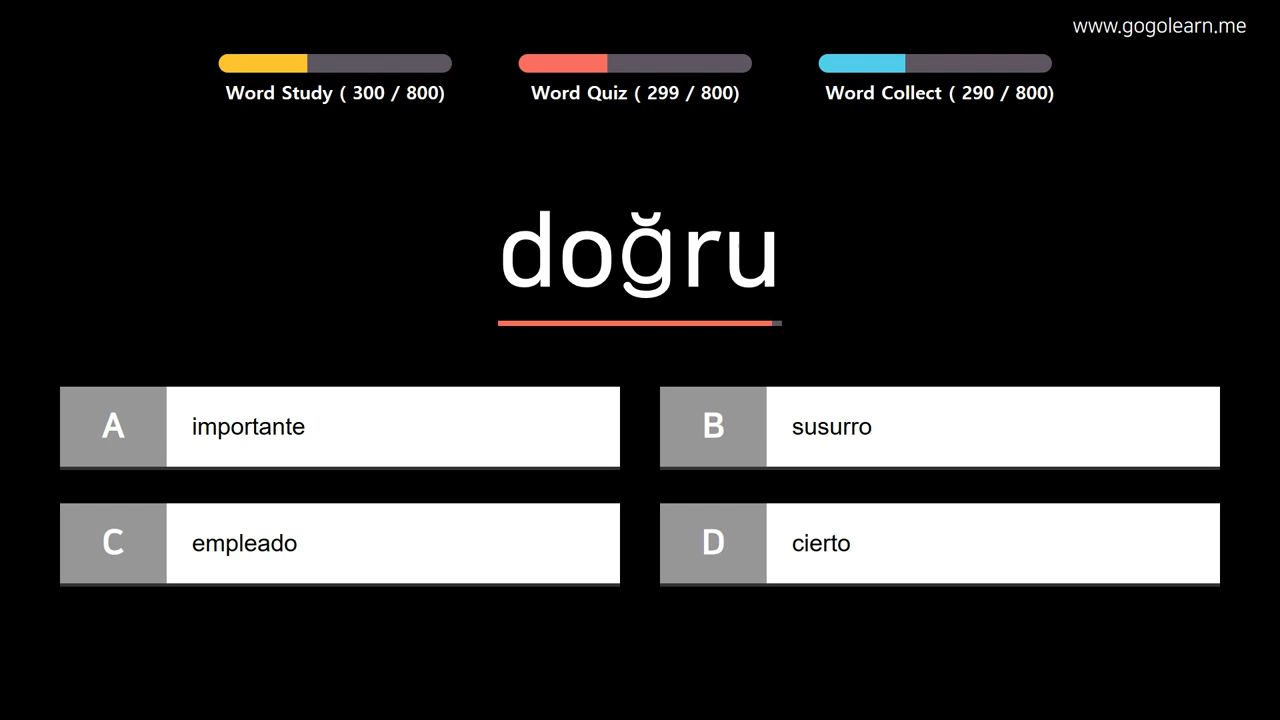 www.gogolearn.me
Word Study ( 300 / 800)
Word Quiz ( 299 / 800)
Word Collect ( 290 / 800)
doğru
A importante
B susurro
C empleado
D cierto